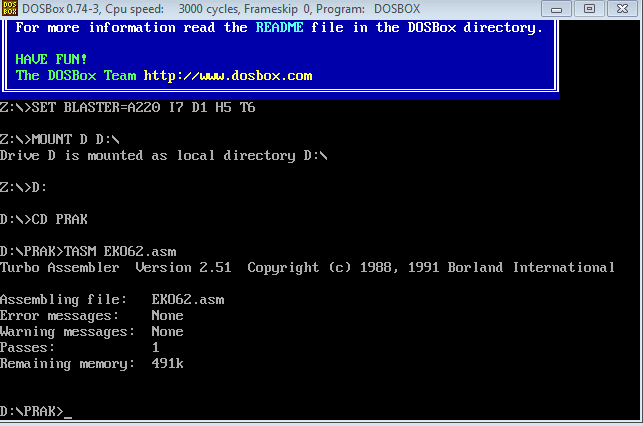 DOS
BOX
DOSBox 0.74-3, Cpu speed: 3000 cycles, Frameskip 0, Program: DOSBOX
For more information read the README file in the DOSBox directory.
HAVE FUN!
The DOSBox Team http://www.dosbox.com
Z:\>SET BLASTER=A220 I7 D1 H5 T6
Z:\>MOUNT D D:\
Drive D is mounted as local directory D:\
Z:\>D:
D:\>CD PRAK
D:\PRAK>TASM EKO62.asm
Turbo Assembler  Version 2.51  Copyright (c) 1988, 1991 Borland International
Assembling file:   EKO62.asm
Error messages:    None
Warning messages:  None
Passes:            1
Remaining memory:  491k
D:\PRAK>_